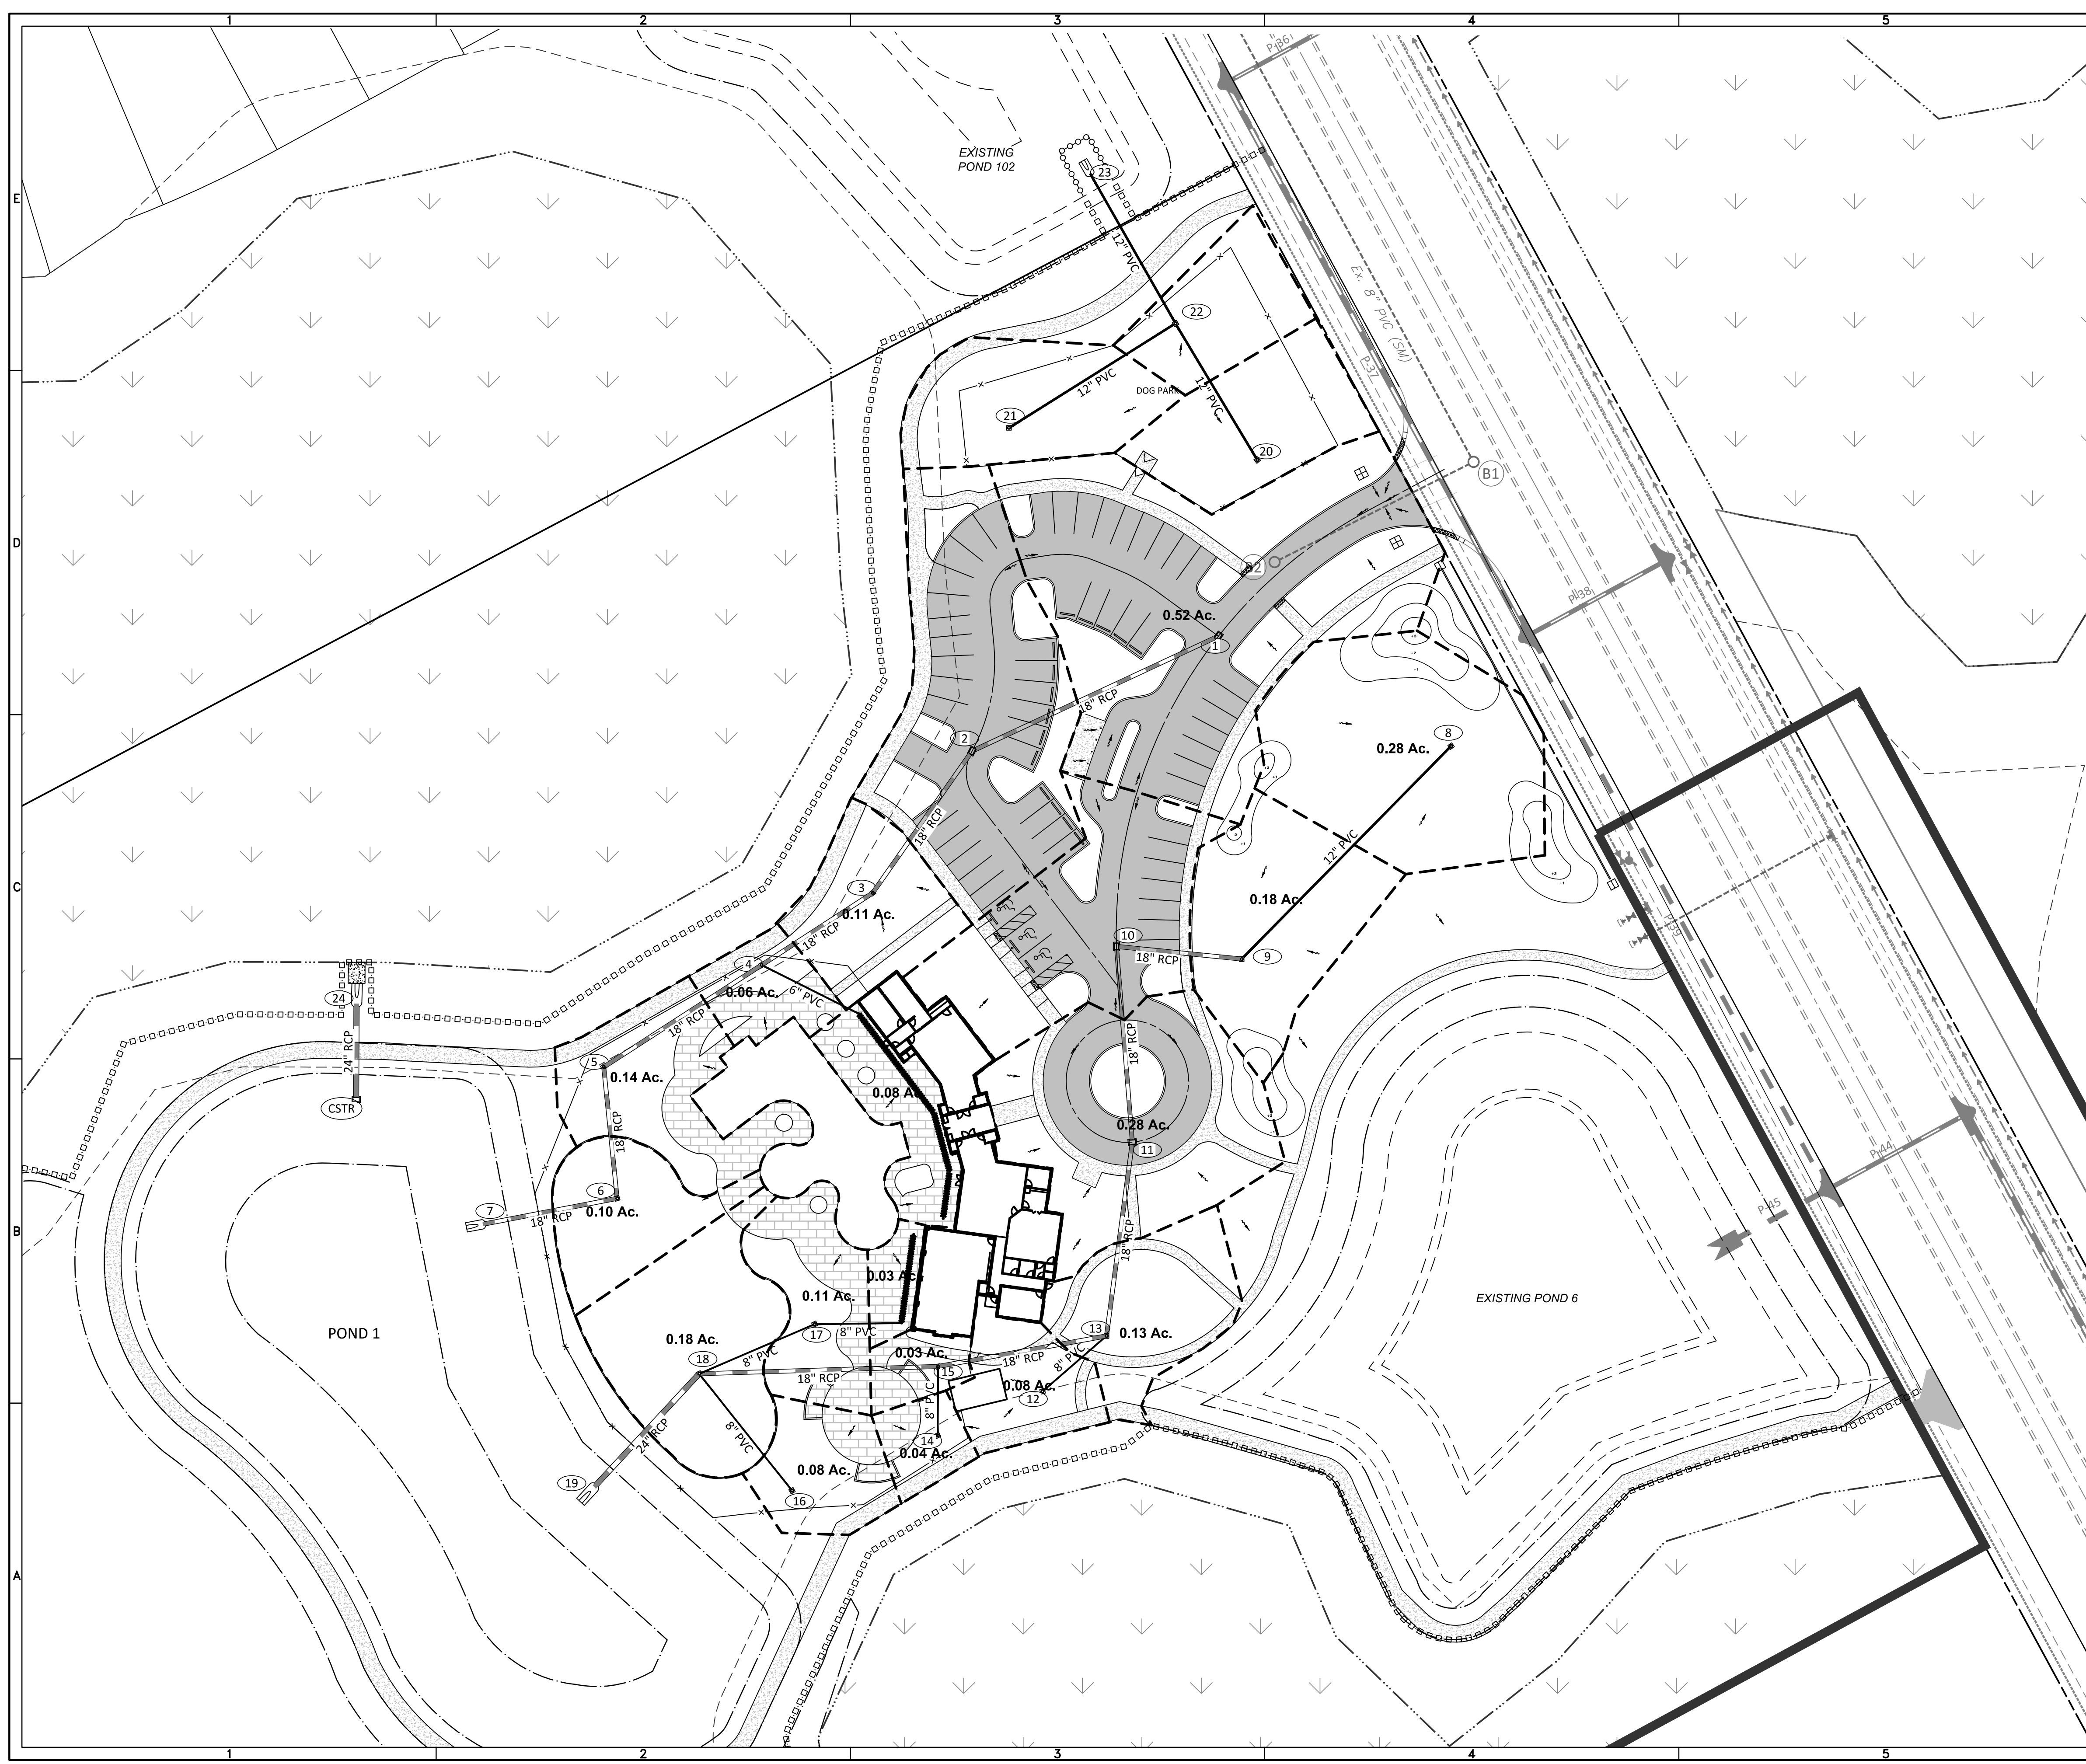 1 2 3 4 5
E
D
C
B
A
P-36
EXISTING
POND 102
23
12" PVC
22
Ex. 8" PVC (SM)
P-37
12" PVC
DOG PARK
12" PVC
21
20
B1
B2
P-38
0.52 Ac.
1
18" RCP
2
8
0.28 Ac.
18" RCP
12" PVC
3
0.11 Ac.
0.18 Ac.
P-39
18" RCP
10
18" RCP
9
4
6" PVC
0.06 Ac.
24
18" RCP
18" RCP
24" RCP
5
0.14 Ac.
0.08 Ac.
CSTR
0.28 Ac.
11
18" RCP
P-44
6
0.10 Ac.
7
18" RCP
P-45
18" RCP
0.03 Ac.
0.11 Ac.
EXISTING POND 6
POND 1
17
8" PVC
13
0.13 Ac.
0.18 Ac.
18
8" PVC
0.03 Ac.
15
18" RCP
8" PVC
18" RCP
0.08 Ac.
12
8" PVC
24" RCP
8" PVC
14
0.04 Ac.
0.08 Ac.
19
16
1 2 3 4 5